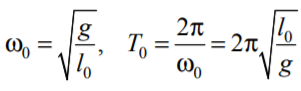 ω₀ = √(g/l₀), T₀ = 2π/ω₀ = 2π√(l₀/g)